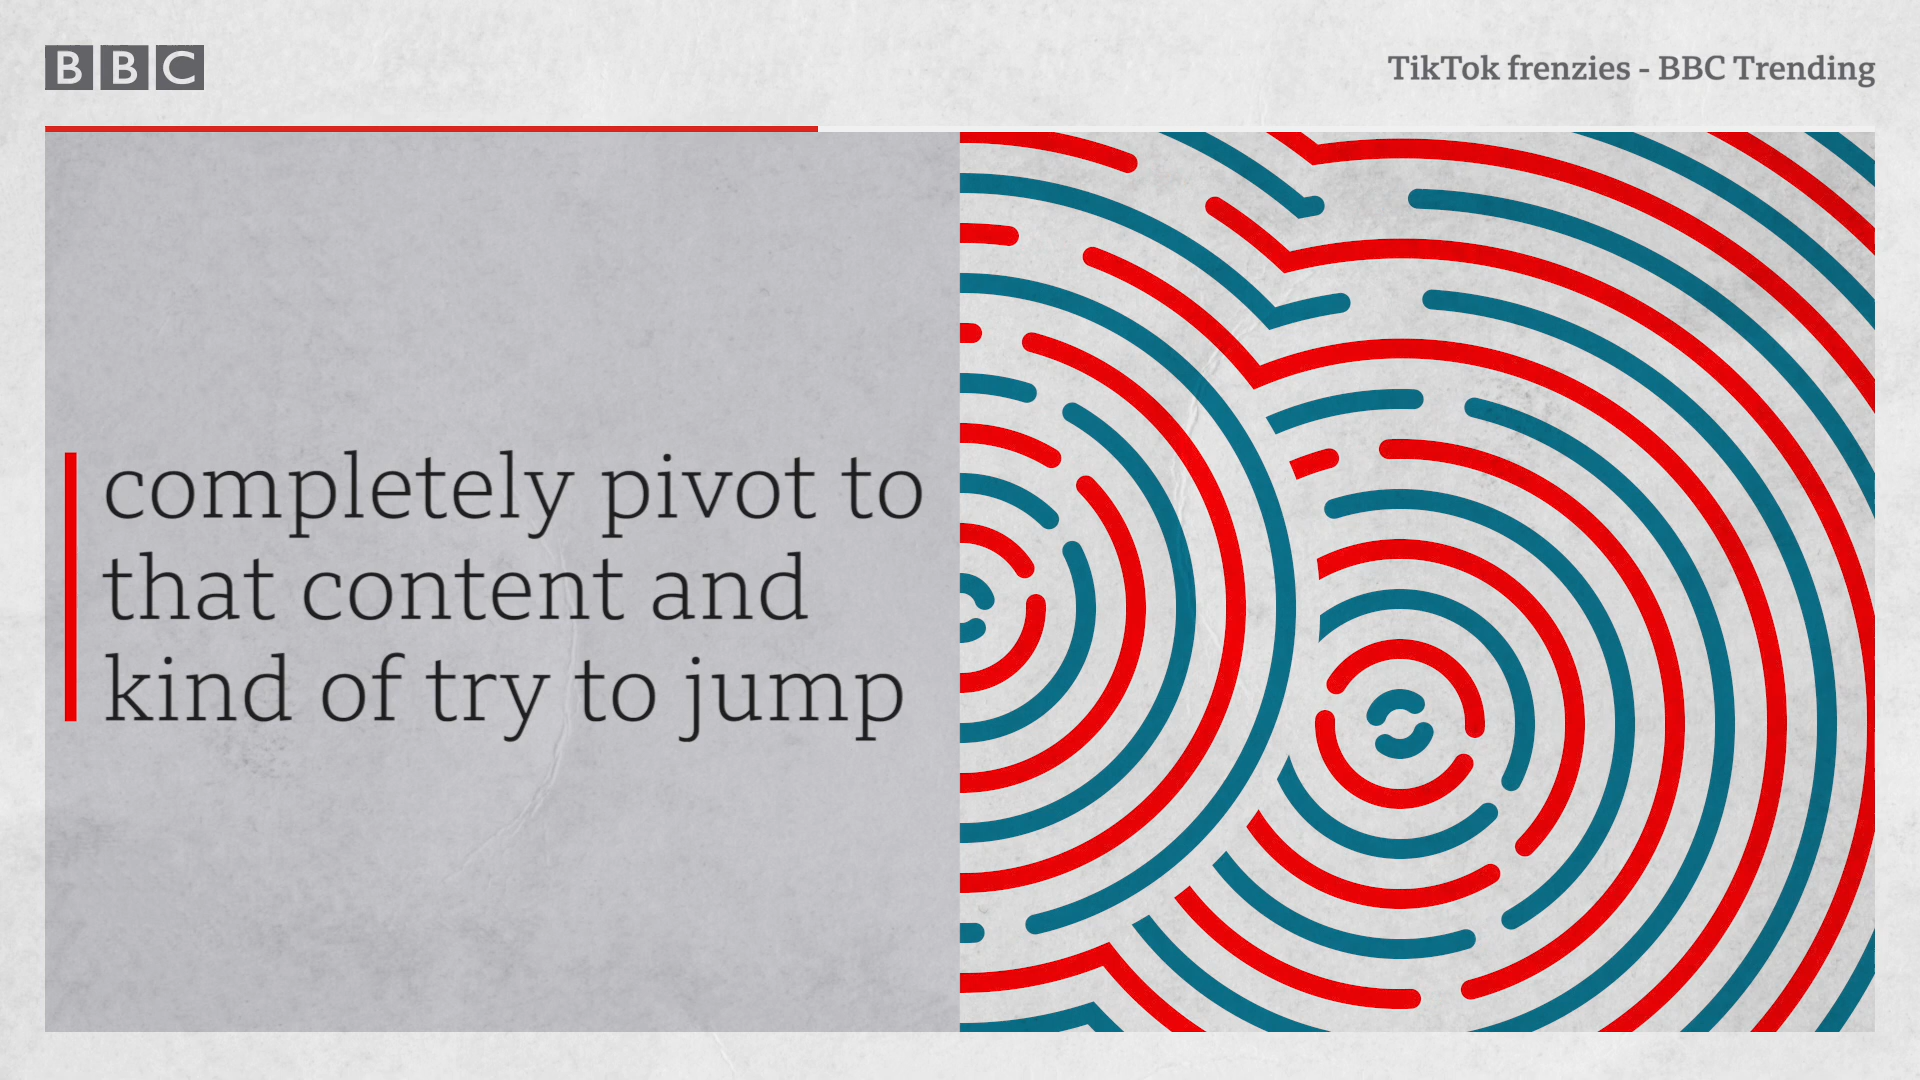 BBC
TikTok frenzies - BBC Trending
completely pivot to
that content and
kind of try to jump